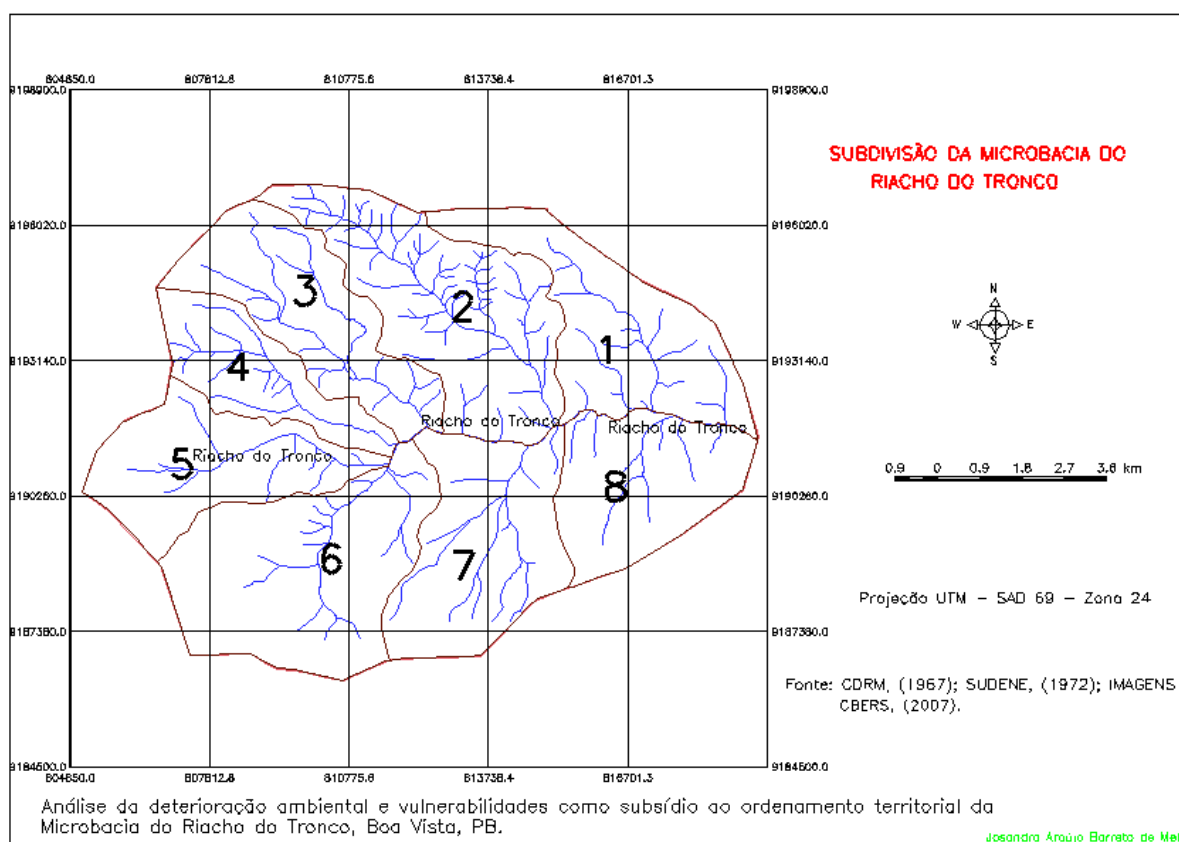 804850.0 807812.8 810775.6 813738.4 816701.3
9198900.0 9198900.0
SUBDIVISÃO DA MICROBACIA DO
RIACHO DO TRONCO
9196020.0 9196020.0
3
2
N
W E
S
1
9193140.0 9193140.0
4
Riacho do Tronco
Riacho do Tronco
5
Riacho do Tronco
0.9 0 0.9 1.8 2.7 3.6 km
8
9190260.0 9190260.0
6
7
Projeção UTM - SAD 69 - Zona 24
9187380.0 9187380.0
Fonte: CDRM, (1967); SUDENE, (1972); IMAGENS
CBERS, (2007).
9184500.0 9184500.0
804850.0 807812.8 810775.6 813738.4 816701.3
Análise da deterioração ambiental e vulnerabilidades como subsídio ao ordenamento territorial da
Microbacia do Riacho do Tronco, Boa Vista, PB.
Josandra Araújo Barreto de Mel